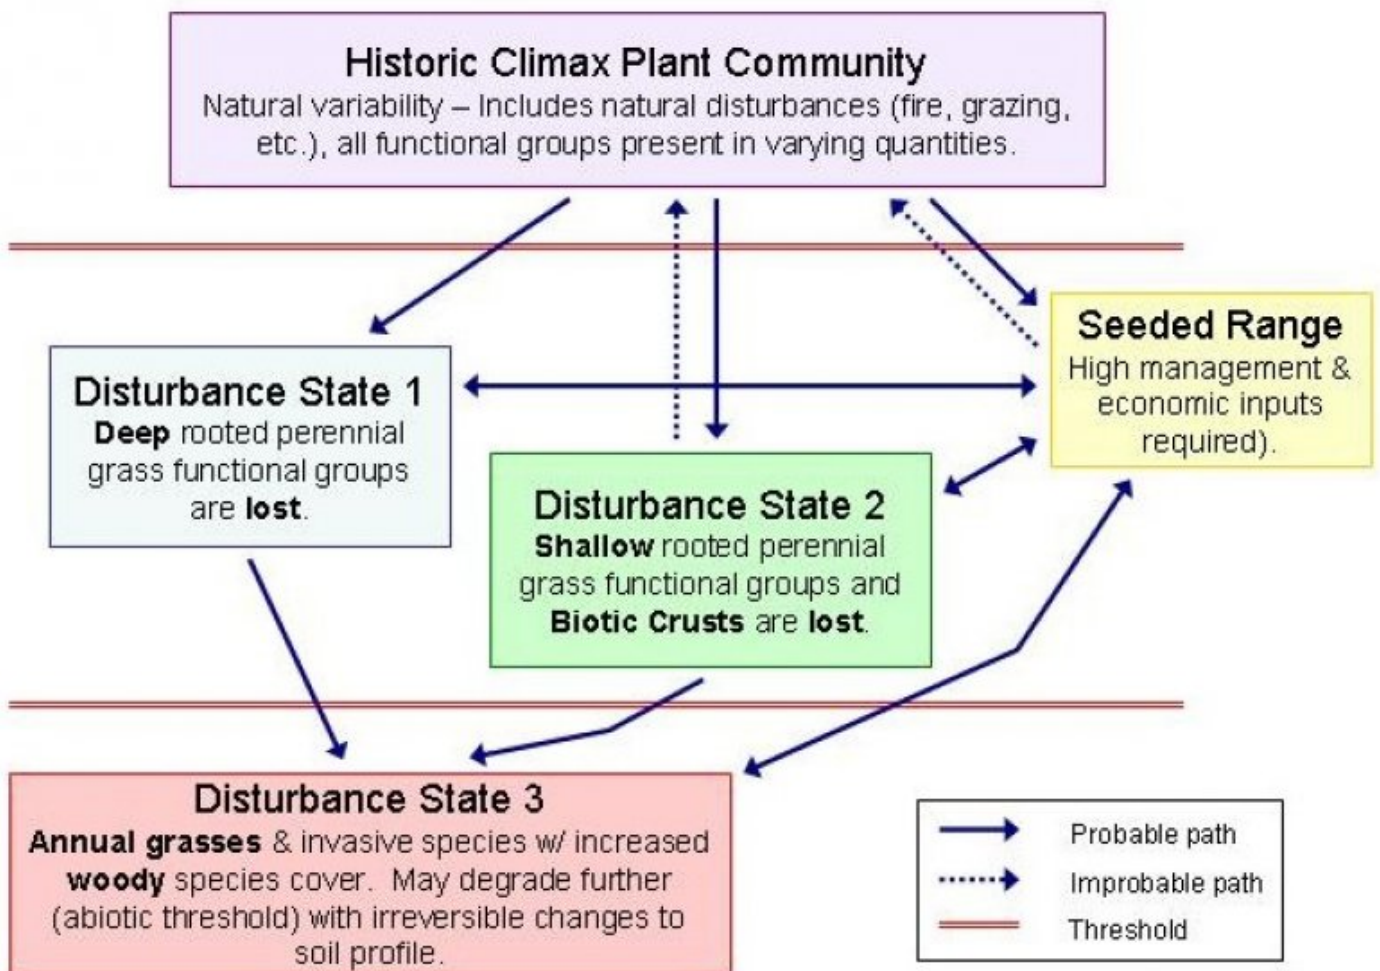 Historic Climax Plant Community
Natural variability – Includes natural disturbances (fire, grazing,
etc.), all functional groups present in varying quantities.
Seeded Range
High management &
economic inputs
required).
Disturbance State 1
Deep rooted perennial
grass functional groups
are lost.
Disturbance State 2
Shallow rooted perennial
grass functional groups and
Biotic Crusts are lost.
Disturbance State 3
Annual grasses & invasive species w/ increased
woody species cover. May degrade further
(abiotic threshold) with irreversible changes to
soil profile.
Probable path
Improbable path
Threshold